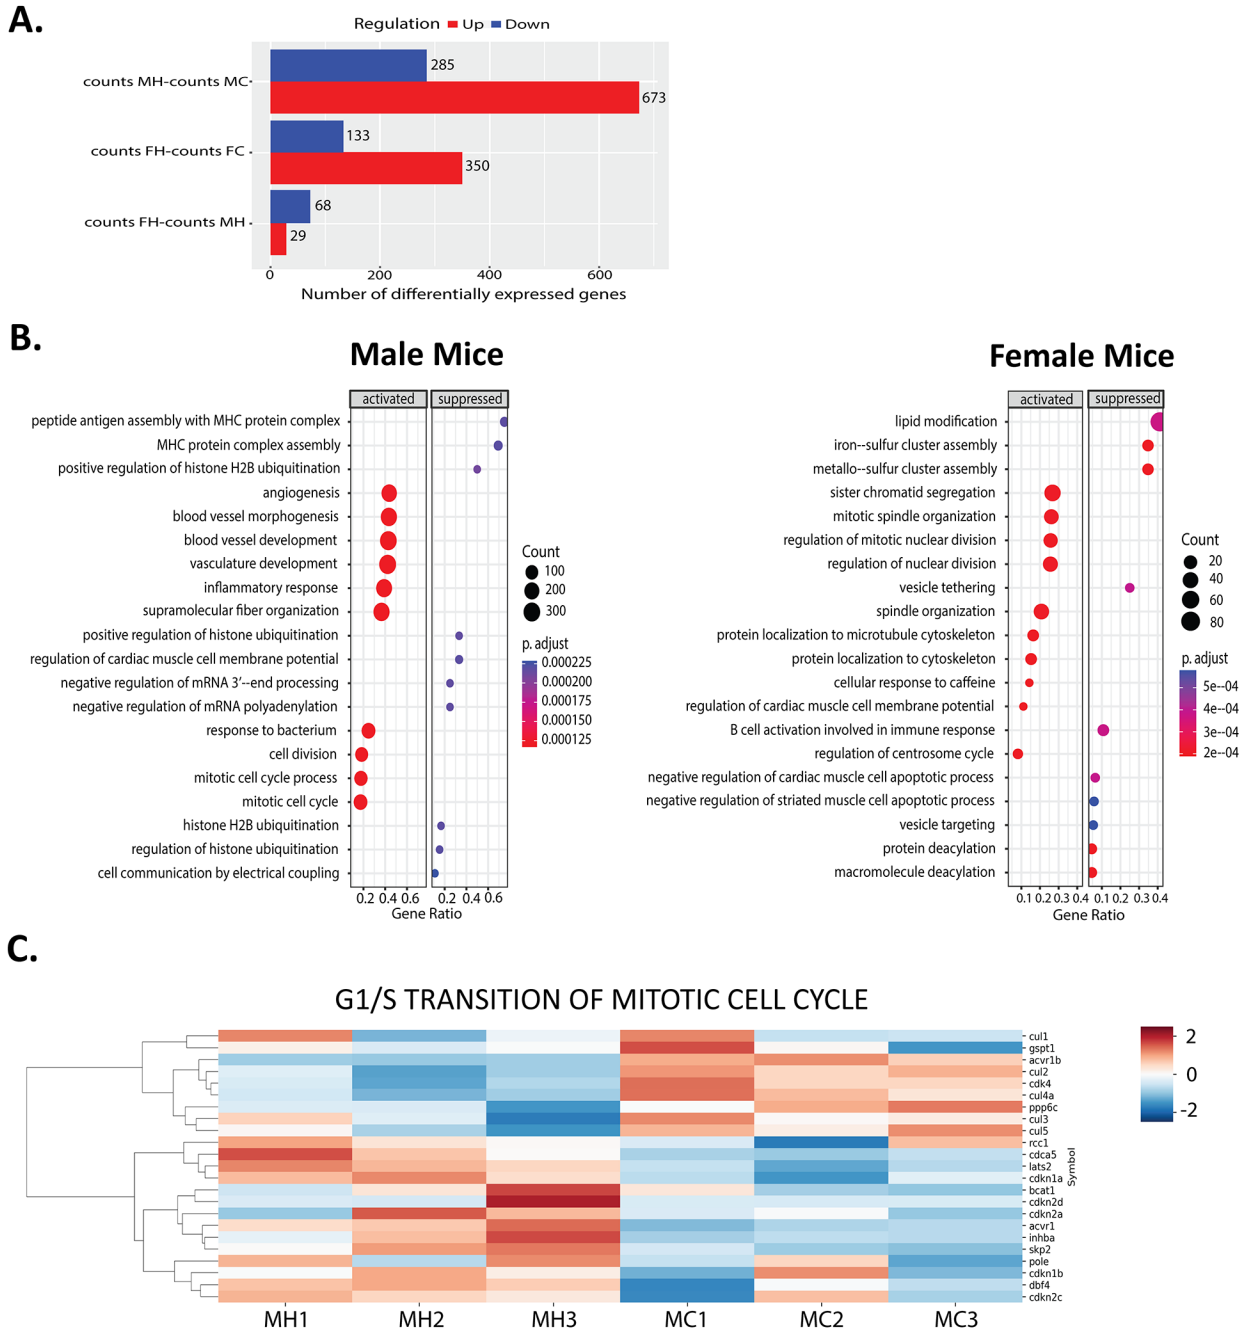 A.
Regulation Up Down
counts MH-counts MC
285
673
counts FH-counts FC
133
350
counts FH-counts MH
68
29
0 200 400 600
Number of differentially expressed genes
B.
Male Mice
activated suppressed
peptide antigen assembly with MHC protein complex
MHC protein complex assembly
positive regulation of histone H2B ubiquitination
angiogenesis
blood vessel morphogenesis
blood vessel development
vasculature development
inflammatory response
supramolecular fiber organization
positive regulation of histone ubiquitination
regulation of cardiac muscle cell membrane potential
negative regulation of mRNA 3'--end processing
negative regulation of mRNA polyadenylation
response to bacterium
cell division
mitotic cell cycle process
mitotic cell cycle
histone H2B ubiquitination
regulation of histone ubiquitination
cell communication by electrical coupling
0.2 0.4 0.6 0.2 0.4 0.6
Gene Ratio
Count
100
200
300
p. adjust
0.000225
0.000200
0.000175
0.000150
0.000125
Female Mice
activated suppressed
lipid modification
iron--sulfur cluster assembly
metallo--sulfur cluster assembly
sister chromatid segregation
mitotic spindle organization
regulation of mitotic nuclear division
regulation of nuclear division
vesicle tethering
spindle organization
protein localization to microtubule cytoskeleton
protein localization to cytoskeleton
cellular response to caffeine
regulation of cardiac muscle cell membrane potential
B cell activation involved in immune response
regulation of centrosome cycle
negative regulation of cardiac muscle cell apoptotic process
negative regulation of striated muscle cell apoptotic process
vesicle targeting
protein deacylation
macromolecule deacylation
0.1 0.2 0.3 0.4 0.1 0.2 0.3 0.4
Gene Ratio
Count
20
40
60
80
p. adjust
5e--04
4e--04
3e--04
2e--04
C.
G1/S TRANSITION OF MITOTIC CELL CYCLE
cul1
gspt1
acvr1b
cul2
cdk4
cul4a
ppp6c
cul3
cul5
rcc1
cdca5
lats2
cdkn1a
bcat1
cdkn2d
cdkn2a
acvr1
inhba
skp2
pole
cdkn1b
dbf4
cdkn2c
Symbol
MH1 MH2 MH3 MC1 MC2 MC3
2
0
-2